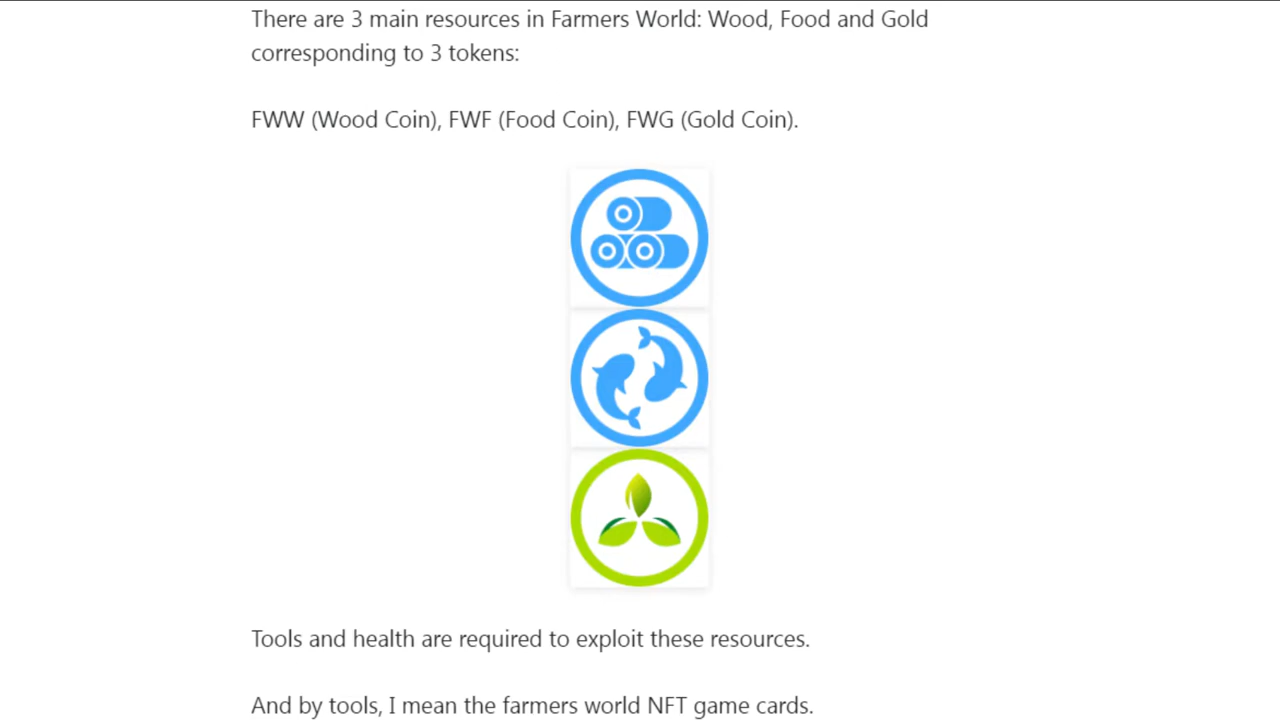 There are 3 main resources in Farmers World: Wood, Food and Gold
corresponding to 3 tokens:
FWW (Wood Coin), FWF (Food Coin), FWG (Gold Coin).
Tools and health are required to exploit these resources.
And by tools, I mean the farmers world NFT game cards.